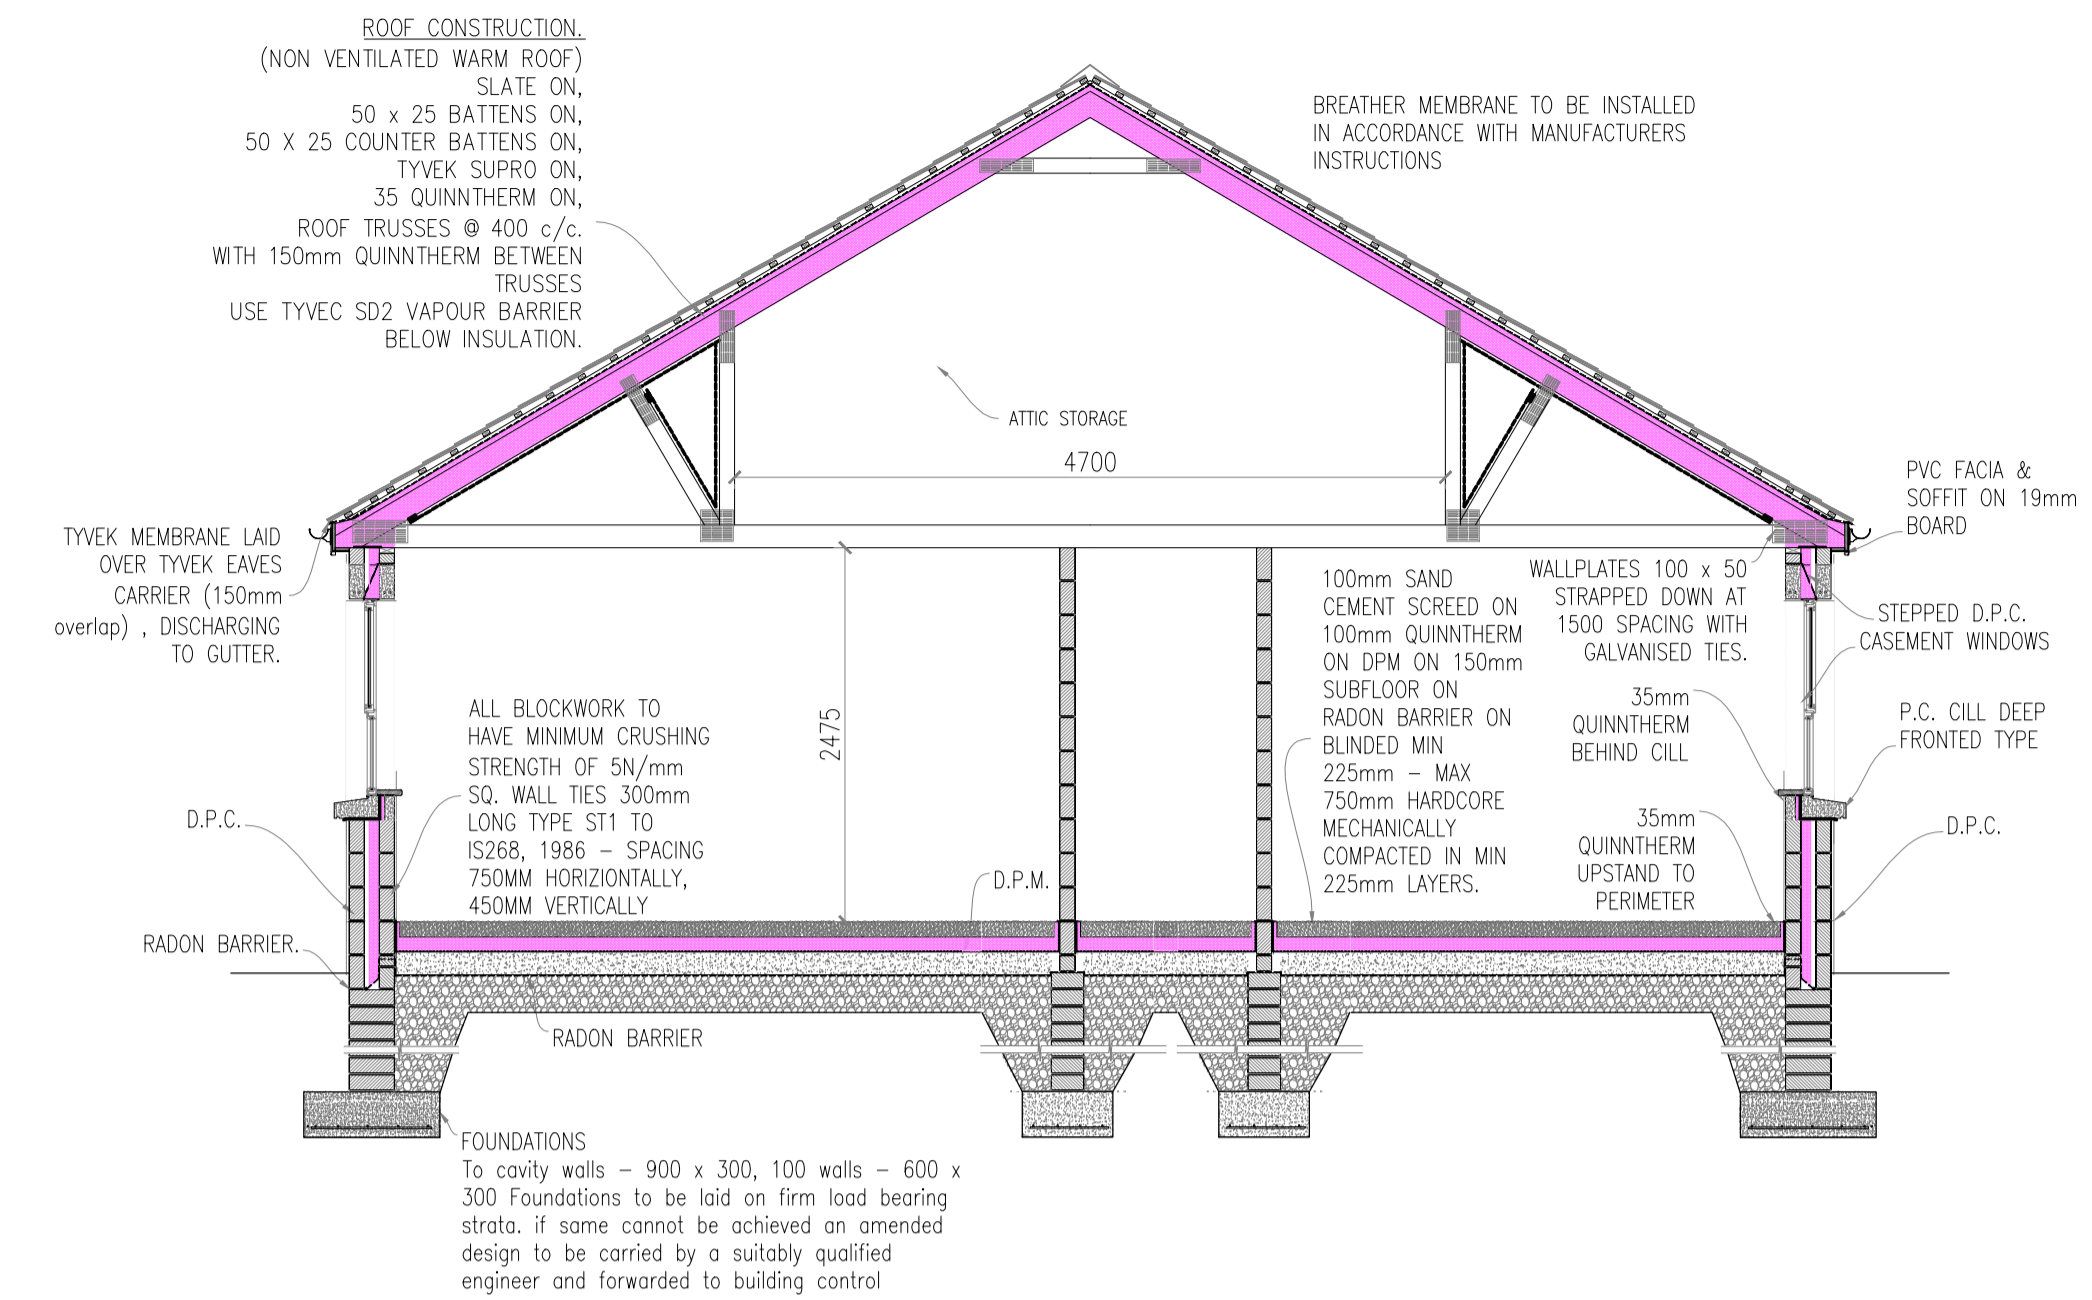 ROOF CONSTRUCTION.
(NON VENTILATED WARM ROOF)
SLATE ON,
50 x 25 BATTENS ON,
50 X 25 COUNTER BATTENS ON,
TYVEK SUPRO ON,
35 QUINNTHERM ON,
ROOF TRUSSES @ 400 c/c.
WITH 150mm QUINNTHERM BETWEEN
TRUSSES
USE TYVEC SD2 VAPOUR BARRIER
BELOW INSULATION.
BREATHER MEMBRANE TO BE INSTALLED
IN ACCORDANCE WITH MANUFACTURERS
INSTRUCTIONS
ATTIC STORAGE
4700
PVC FACIA &
SOFFIT ON 19mm
BOARD
TYVEK MEMBRANE LAID
OVER TYVEK EAVES
CARRIER (150mm
overlap) , DISCHARGING
TO GUTTER.
100mm SAND
CEMENT SCREED ON
100mm QUINNTHERM
ON DPM ON 150mm
SUBFLOOR ON
RADON BARRIER ON
BLINDED MIN
225mm – MAX
750mm HARDCORE
MECHANICALLY
COMPACTED IN MIN
225mm LAYERS.
WALLPLATES 100 x 50
STRAPPED DOWN AT
1500 SPACING WITH
GALVANISED TIES.
STEPPED D.P.C.
CASEMENT WINDOWS
35mm
QUINNTHERM
BEHIND CILL
P.C. CILL DEEP
FRONTED TYPE
2475
ALL BLOCKWORK TO
HAVE MINIMUM CRUSHING
STRENGTH OF 5N/mm
SQ. WALL TIES 300mm
LONG TYPE ST1 TO
IS268, 1986 – SPACING
750MM HORIZIONTALLY,
450MM VERTICALLY
D.P.C.
35mm
QUINNTHERM
UPSTAND TO
PERIMETER
D.P.C.
D.P.M.
RADON BARRIER.
RADON BARRIER
FOUNDATIONS
To cavity walls – 900 x 300, 100 walls – 600 x
300 Foundations to be laid on firm load bearing
strata. if same cannot be achieved an amended
design to be carried by a suitably qualified
engineer and forwarded to building control